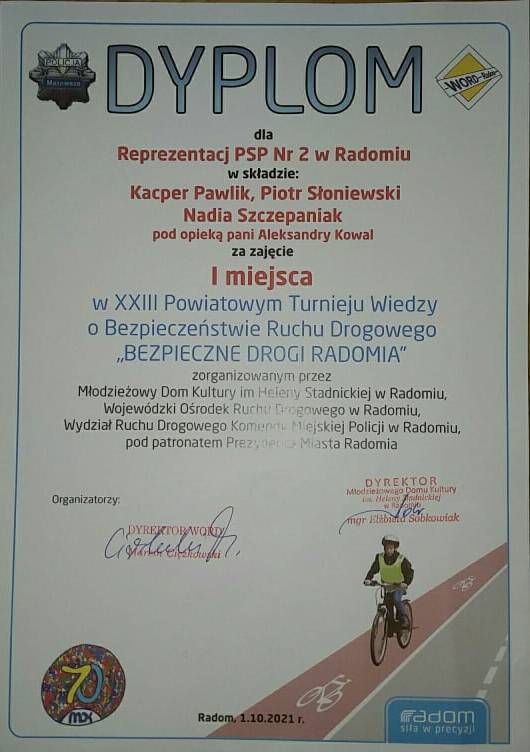 POLICJA
Mazowsze
DYPLOM
WORD-Radom
dla
Reprezentacj PSP Nr 2 w Radomiu
w składzie:
Kacper Pawlik, Piotr Słoniewski
Nadia Szczepaniak
pod opieką pani Aleksandry Kowal
za zajęcie
I miejsca
w XXIII Powiatowym Turnieju Wiedzy
o Bezpieczeństwie Ruchu Drogowego
„BEZPIECZNE DROGI RADOMIA”
zorganizowanym przez
Młodzieżowy Dom Kultury im Heleny Stadnickiej w Radomiu,
Wojewódzki Ośrodek Ruchu Drogowego w Radomiu,
Wydział Ruchu Drogowego Komendy Miejskiej Policji w Radomiu,
pod patronatem Prezydenta Miasta Radomia
Organizatorzy:
DYREKTOR WORD
Marcin Ciężkowski
DYREKTOR
Młodzieżowego Domu Kultury
im. Heleny Stadnickiej
w Radomiu
mgr Elżbieta Sobkowiak
70
Radom, 1.10.2021 r.
radom
siła w precyzji